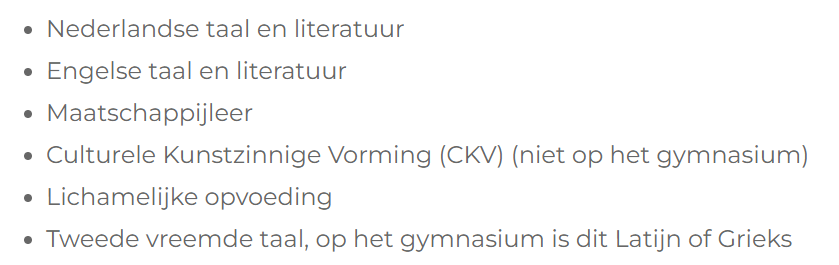 • Nederlandse taal en literatuur
• Engelse taal en literatuur
• Maatschappijleer
• Culturele Kunstzinnige Vorming (CKV) (niet op het gymnasium)
• Lichamelijke opvoeding
• Tweede vreemde taal, op het gymnasium is dit Latijn of Grieks